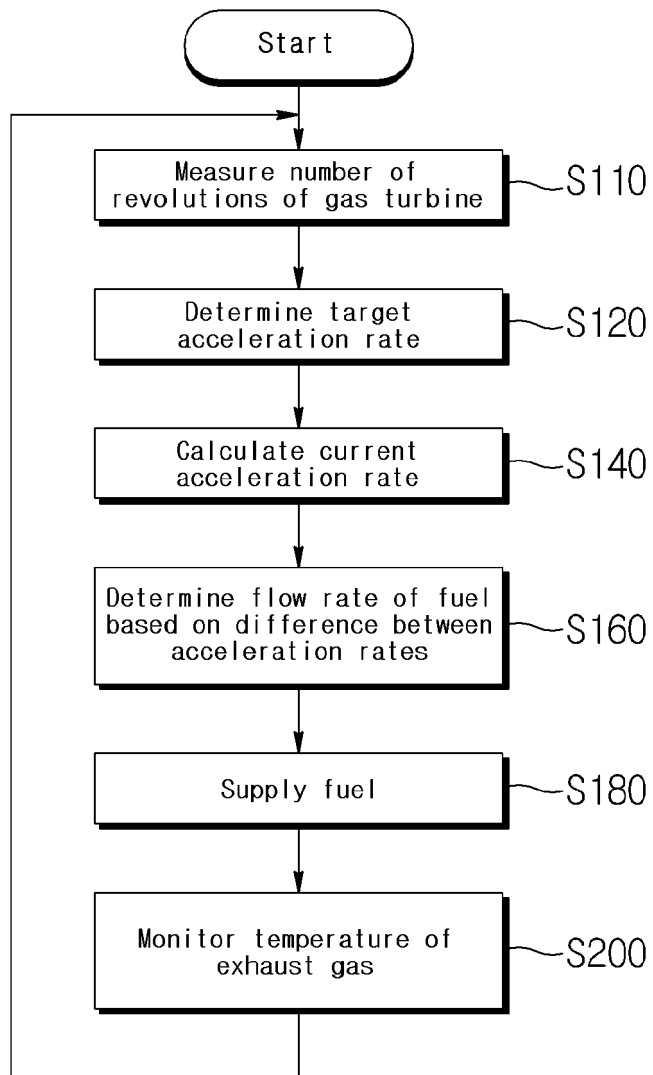 Start
Measure number of
revolutions of gas turbine
S110
Determine target
acceleration rate
S120
Calculate current
acceleration rate
S140
Determine flow rate of fuel
based on difference between
acceleration rates
S160
Supply fuel
S180
Monitor temperature of
exhaust gas
S200